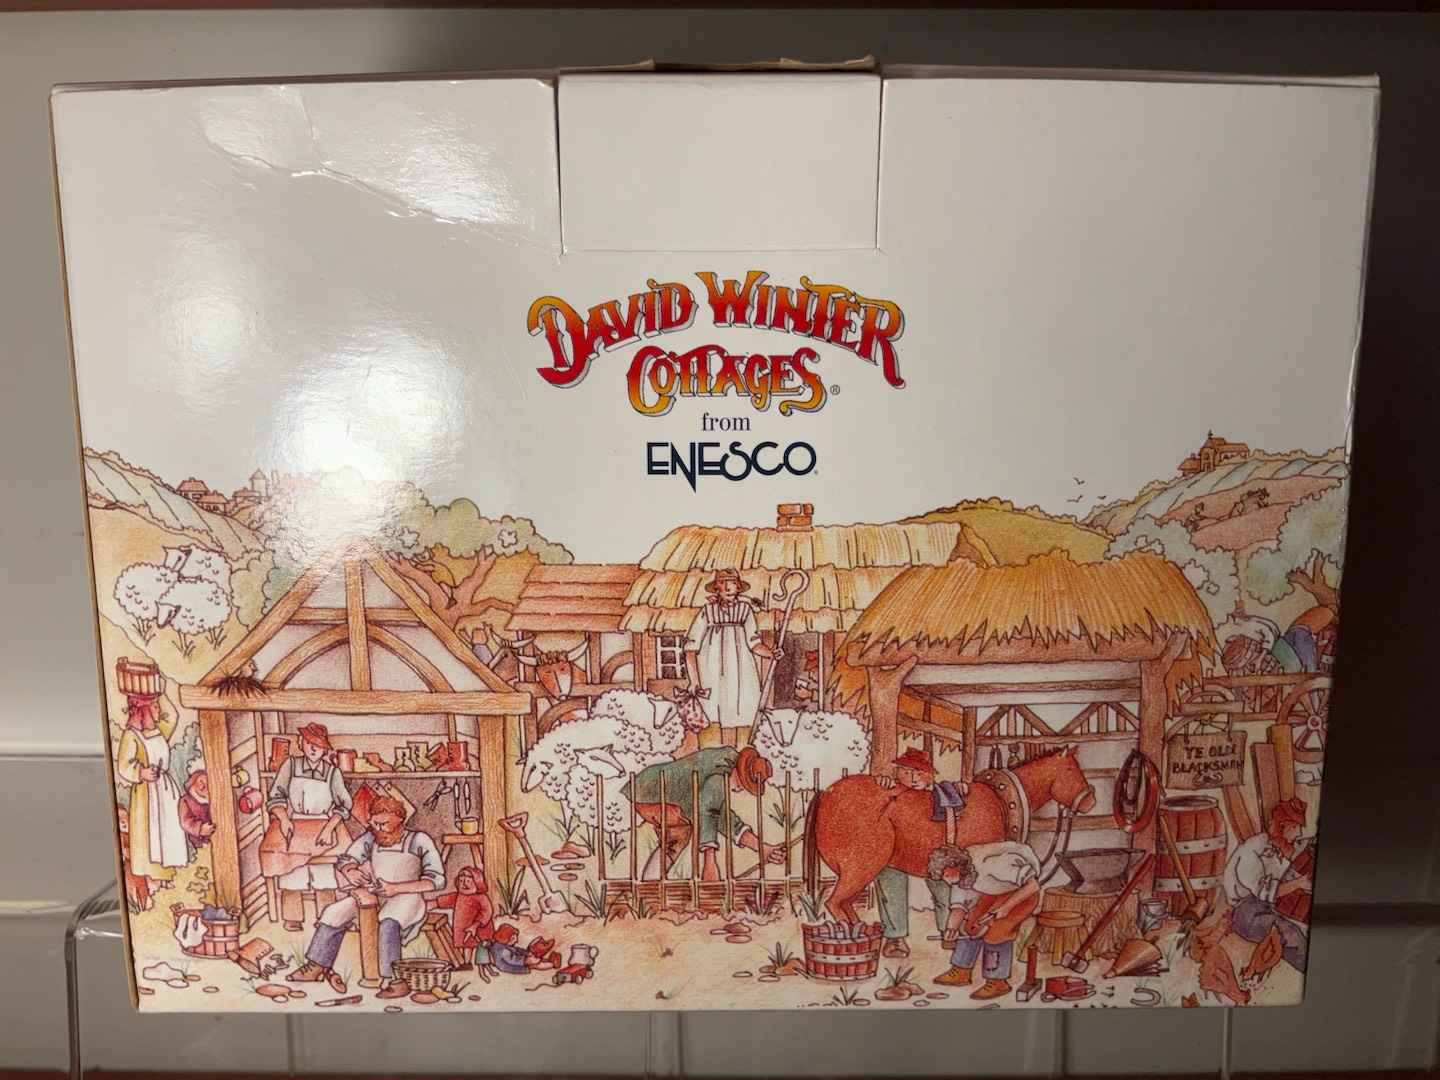 DAVID WINTER
COTTAGES®
from
ENESCO®
YE OLDE
BLACKSMITH